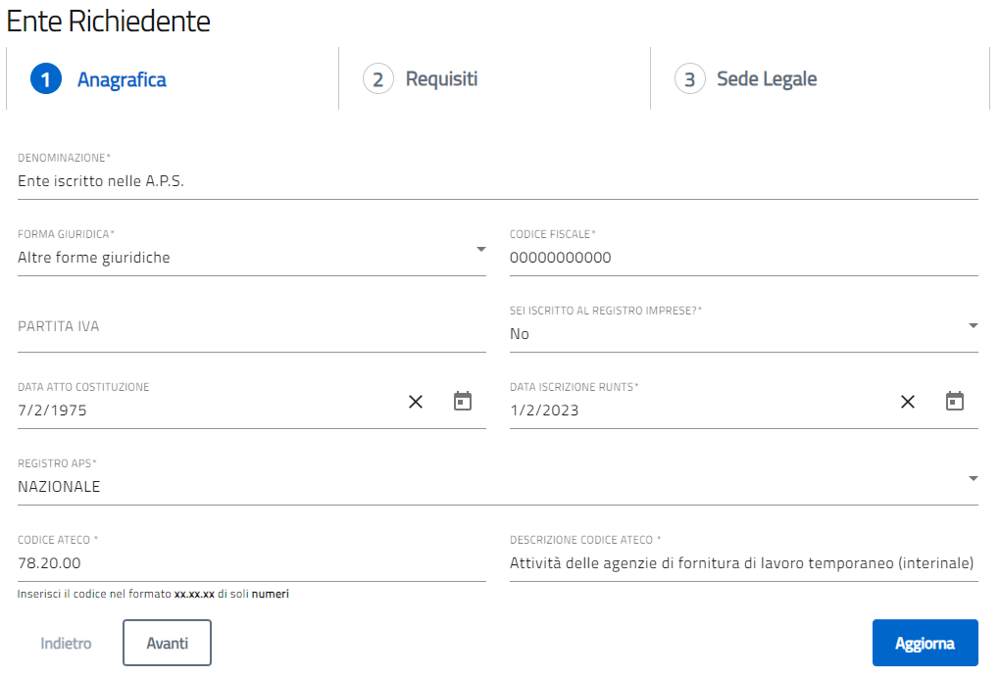 Ente Richiedente
1 Anagrafica
2 Requisiti
3 Sede Legale
DENOMINAZIONE*
Ente iscritto nelle A.P.S.
FORMA GIURIDICA*
Altre forme giuridiche
CODICE FISCALE*
00000000000
PARTITA IVA
SEI ISCRITTO AL REGISTRO IMPRESE?*
No
DATA ATTO COSTITUZIONE
7/2/1975
DATA ISCRIZIONE RUNTS*
1/2/2023
REGISTRO APS*
NAZIONALE
CODICE ATECO *
78.20.00
Inserisci il codice nel formato xx.xx.xx di soli numeri
DESCRIZIONE CODICE ATECO *
Attività delle agenzie di fornitura di lavoro temporaneo (interinale)
Indietro
Avanti
Aggiorna